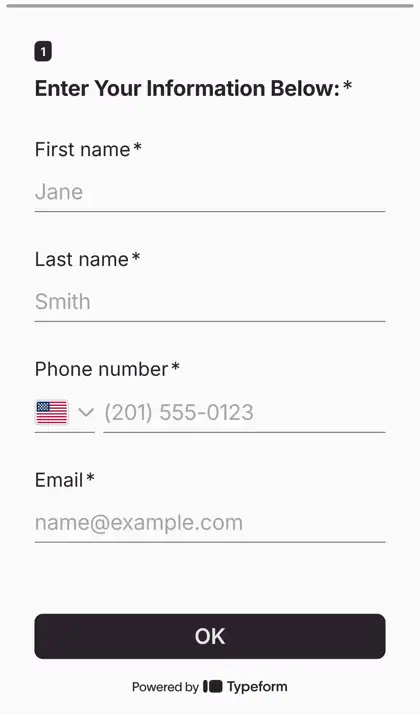 1
Enter Your Information Below:*
First name*
Jane
Last name*
Smith
Phone number*
(201) 555-0123
Email*
name@example.com
OK
Powered by Typeform